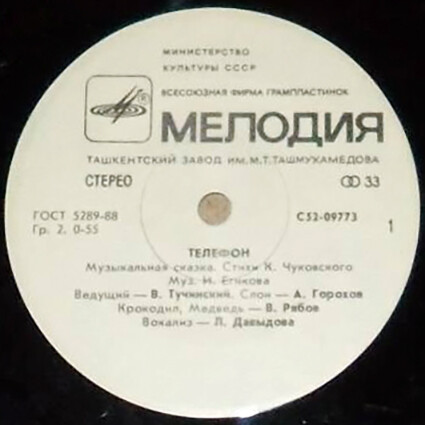 МИНИСТЕРСТВО
КУЛЬТУРЫ СССР
ВСЕСОЮЗНАЯ ФИРМА ГРАМПЛАСТИНОК
МЕЛОДИЯ
ТАШКЕНТСКИЙ ЗАВОД ИМ. М.Т. ТАШМУХАМЕДОВА
СТЕРЕО 33
ГОСТ 5289-88 С52-09773
Гр. 2. 0-55 1
ТЕЛЕФОН
Музыкальная сказка. Стихи К. Чуковского
Муз. И. Егикова
Ведущий — В. Тучинский, Слон — А. Горохов
Крокодил, Медведь — В. Рябов
Вокализ — Л. Давыдова